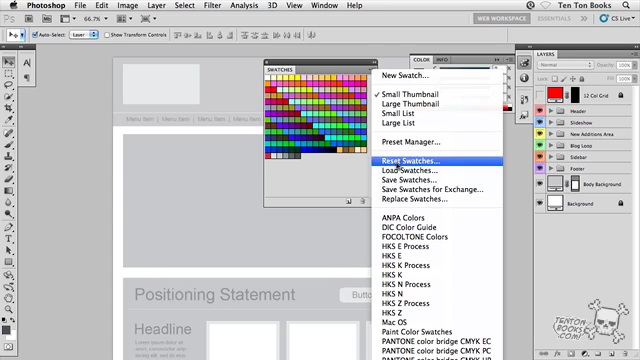 Photoshop File Edit Image Layer Select Filter Analysis 3D View Window Help Ten Ton Books
Br Mb 66.7% WEB WORKSPACE ESSENTIALS CS Live
Auto-Select: Layer Show Transform Controls
SWATCHES
COLOR INFO
LAYERS
Normal
New Swatch...
Small Thumbnail
Large Thumbnail
Small List
Large List
Preset Manager...
Reset Swatches...
Load Swatches...
Save Swatches...
Save Swatches for Exchange...
Replace Swatches...
ANPA Colors
DIC Color Guide
FOCOLTONE Colors
HKS E Process
HKS E
HKS K Process
HKS K
HKS N Process
HKS N
HKS Z Process
HKS Z
Mac OS
Paint Color Swatches
PANTONE color bridge CMYK EC
PANTONE color bridge CMYK PC
12 Col Grid
Header
Slideshow
New Additions Area
Blog Loop
Sidebar
Footer
Body Background
Background
Menu Item Menu Item Menu Item
Positioning Statement
Butto
Headline
TENTON
BOOKS.COM!